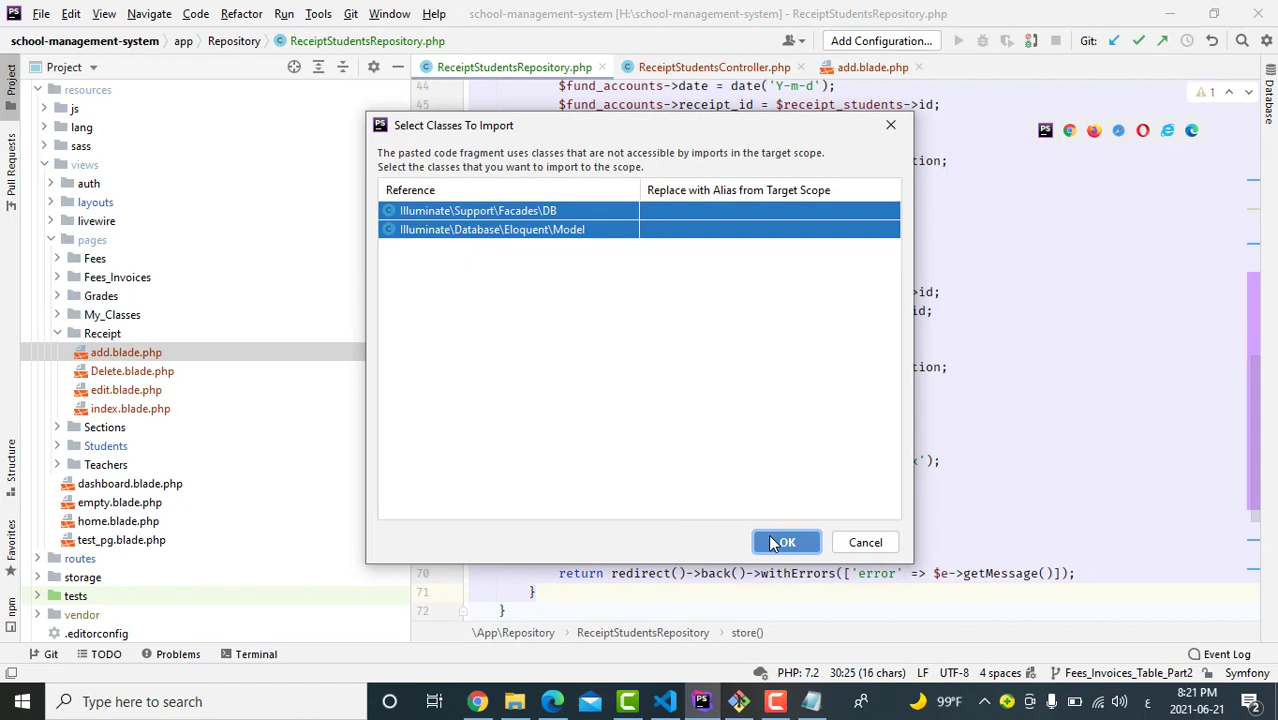 File Edit View Navigate Code Refactor Run Tools Git Window Help school-management-system [H:\school-management-system] - ReceiptStudentsRepository.php
school-management-system app Repository ReceiptStudentsRepository.php Add Configuration... Git:
Project ReceiptStudentsRepository.php ReceiptStudentsController.php add.blade.php
Project
Pull Requests
Structure
Favorites
npm
Database
resources
js
lang
sass
views
auth
layouts
livewire
pages
Fees
Fees_Invoices
Grades
My_Classes
Receipt
add.blade.php
Delete.blade.php
edit.blade.php
index.blade.php
Sections
Students
Teachers
dashboard.blade.php
empty.blade.php
home.blade.php
test_pg.blade.php
routes
storage
tests
vendor
.editorconfig
44 $fund_accounts->date = date('Y-m-d');
45 $fund_accounts->receipt_id = $receipt_students->id;
1
tion;
>id;
d;
tion;
x');
Select Classes To Import
The pasted code fragment uses classes that are not accessible by imports in the target scope.
Select the classes that you want to import to the scope.
Reference Replace with Alias from Target Scope
Illuminate\Support\Facades\DB
Illuminate\Database\Eloquent\Model
OK Cancel
70 return redirect()->back()->withErrors(['error' => $e->getMessage()]);
71 }
72 }
\App\Repository ReceiptStudentsRepository store()
Git TODO Problems Terminal Event Log
PHP: 7.2 30:25 (16 chars) LF UTF-8 4 spaces Fees_Invoices_Table_Part2 Symfony
Type here to search 99°F ع 8:21 PM
2021-06-21
2